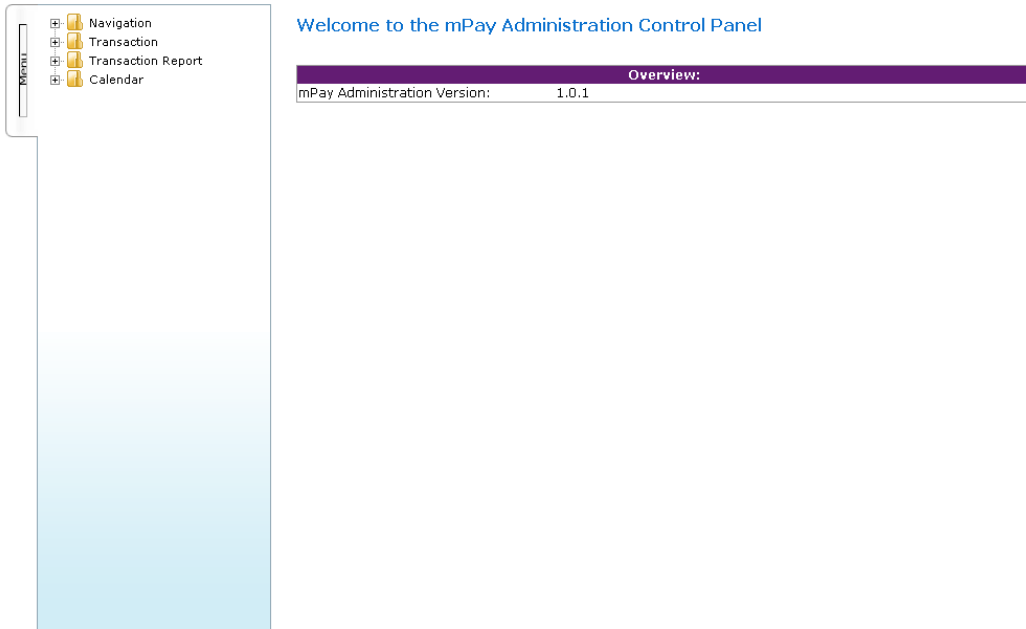 Menu
Navigation
Transaction
Transaction Report
Calendar
Welcome to the mPay Administration Control Panel
Overview:
mPay Administration Version: 1.0.1